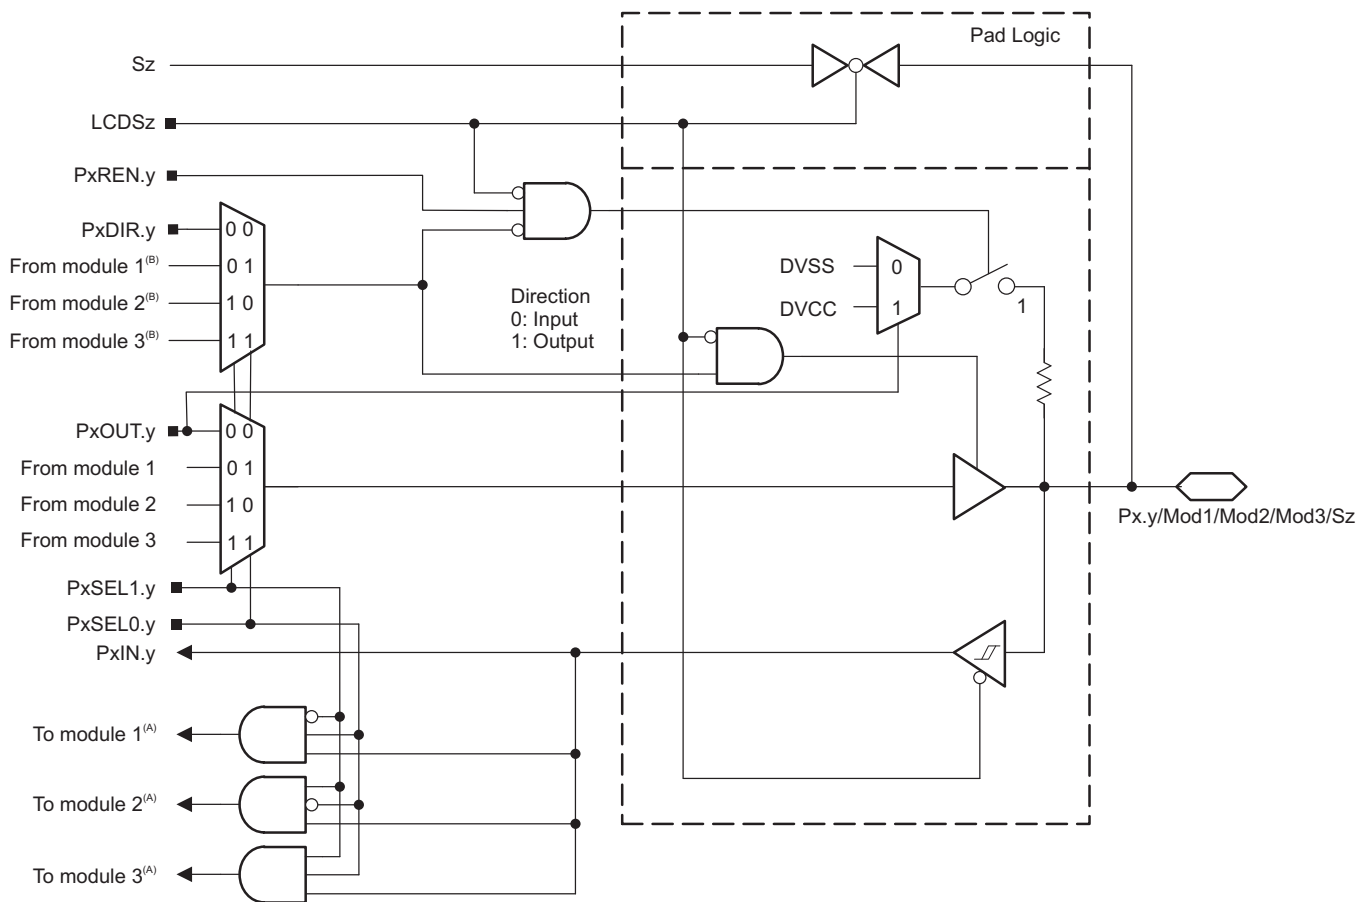 Pad Logic
Sz
LCDSz
PxREN.y
PxDIR.y
0 0
From module 1(B)
0 1
From module 2(B)
1 0
From module 3(B)
1 1
Direction
0: Input
1: Output
DVSS
0
DVCC
1
1
PxOUT.y
0 0
From module 1
0 1
From module 2
1 0
From module 3
1 1
Px.y/Mod1/Mod2/Mod3/Sz
PxSEL1.y
PxSEL0.y
PxIN.y
To module 1(A)
To module 2(A)
To module 3(A)